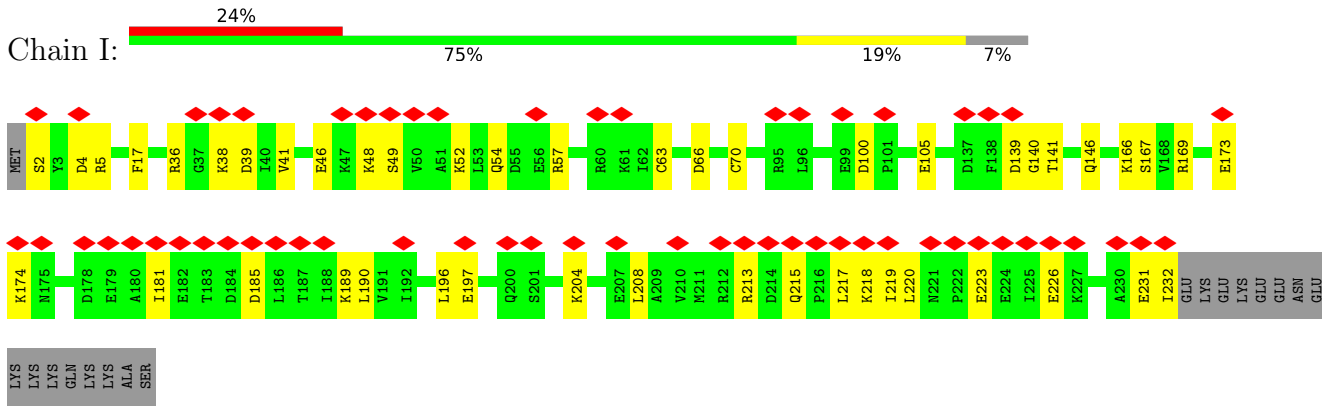 24%
Chain I:
75% 19% 7%
MET S2 Y3 D4 R5 F17 R36 G37 K38 D39 I40 V41 E46 K47 K48 S49 V50 A51 K52 L53 Q54 D55 E56 R57 R60 K61 I62 C63 D66 C70 R95 L96 E99 D100 P101 E105 D137 F138 D139 G140 T141 Q146 K166 S167 V168 R169 E173
K174 N175 D178 E179 A180 I181 E182 T183 D184 D185 L186 T187 I188 K189 L190 V191 I192 L196 E197 Q200 S201 K204 E207 L208 A209 V210 M211 R212 R213 D214 Q215 P216 L217 K218 I219 L220 N221 P222 E223 E224 I225 E226 K227 A230 E231 I232 GLU LYS GLU LYS GLU GLU ASN GLU
LYS LYS LYS GLN LYS LYS ALA SER